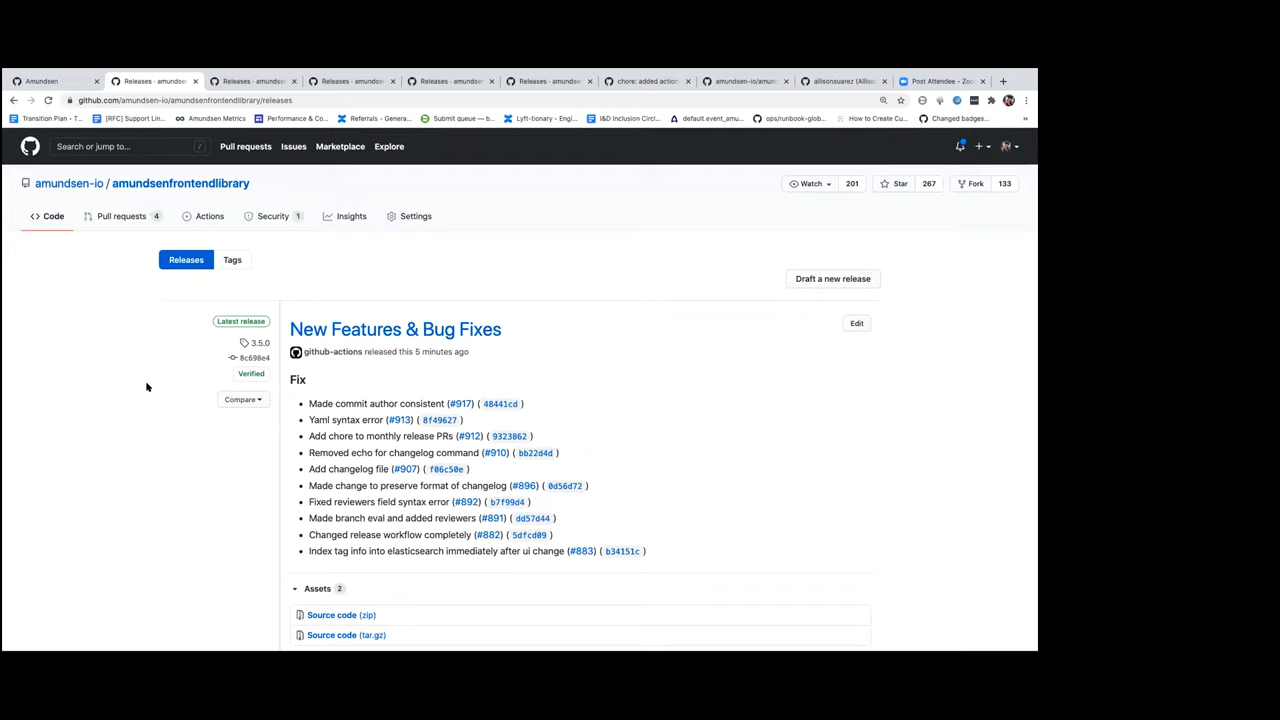 Amundsen
Releases · amundsen
Releases · amundsen
Releases · amundsen
Releases · amundsen
Releases · amundsen
chore: added action
amundsen-io/amun
allisonsuarez (Alliso
Post Attendee - Zoo
github.com/amundsen-io/amundsenfrontendlibrary/releases
Transition Plan - T...
[RFC] Support Lin...
Amundsen Metrics
Performance & Co...
Referrals - Genera...
Submit queue — b...
Lyft-tionary - Engi...
I&D Inclusion Circl...
default.event_amu...
ops/runbook-glob...
How to Create Cu...
Changed badges...
Search or jump to...
/
Pull requests
Issues
Marketplace
Explore
amundsen-io / amundsenfrontendlibrary
Watch 201
Star 267
Fork 133
Code
Pull requests 4
Actions
Security 1
Insights
Settings
Releases
Tags
Draft a new release
Latest release
3.5.0
8c698e4
Verified
Compare
New Features & Bug Fixes
Edit
github-actions released this 5 minutes ago
Fix
Made commit author consistent (#917) ( 48441cd )
Yaml syntax error (#913) ( 8f49627 )
Add chore to monthly release PRs (#912) ( 9323862 )
Removed echo for changelog command (#910) ( bb22d4d )
Add changelog file (#907) ( f06c50e )
Made change to preserve format of changelog (#896) ( 0d56d72 )
Fixed reviewers field syntax error (#892) ( b7f99d4 )
Made branch eval and added reviewers (#891) ( dd57d44 )
Changed release workflow completely (#882) ( 5dfcd09 )
Index tag info into elasticsearch immediately after ui change (#883) ( b34151c )
Assets 2
Source code (zip)
Source code (tar.gz)